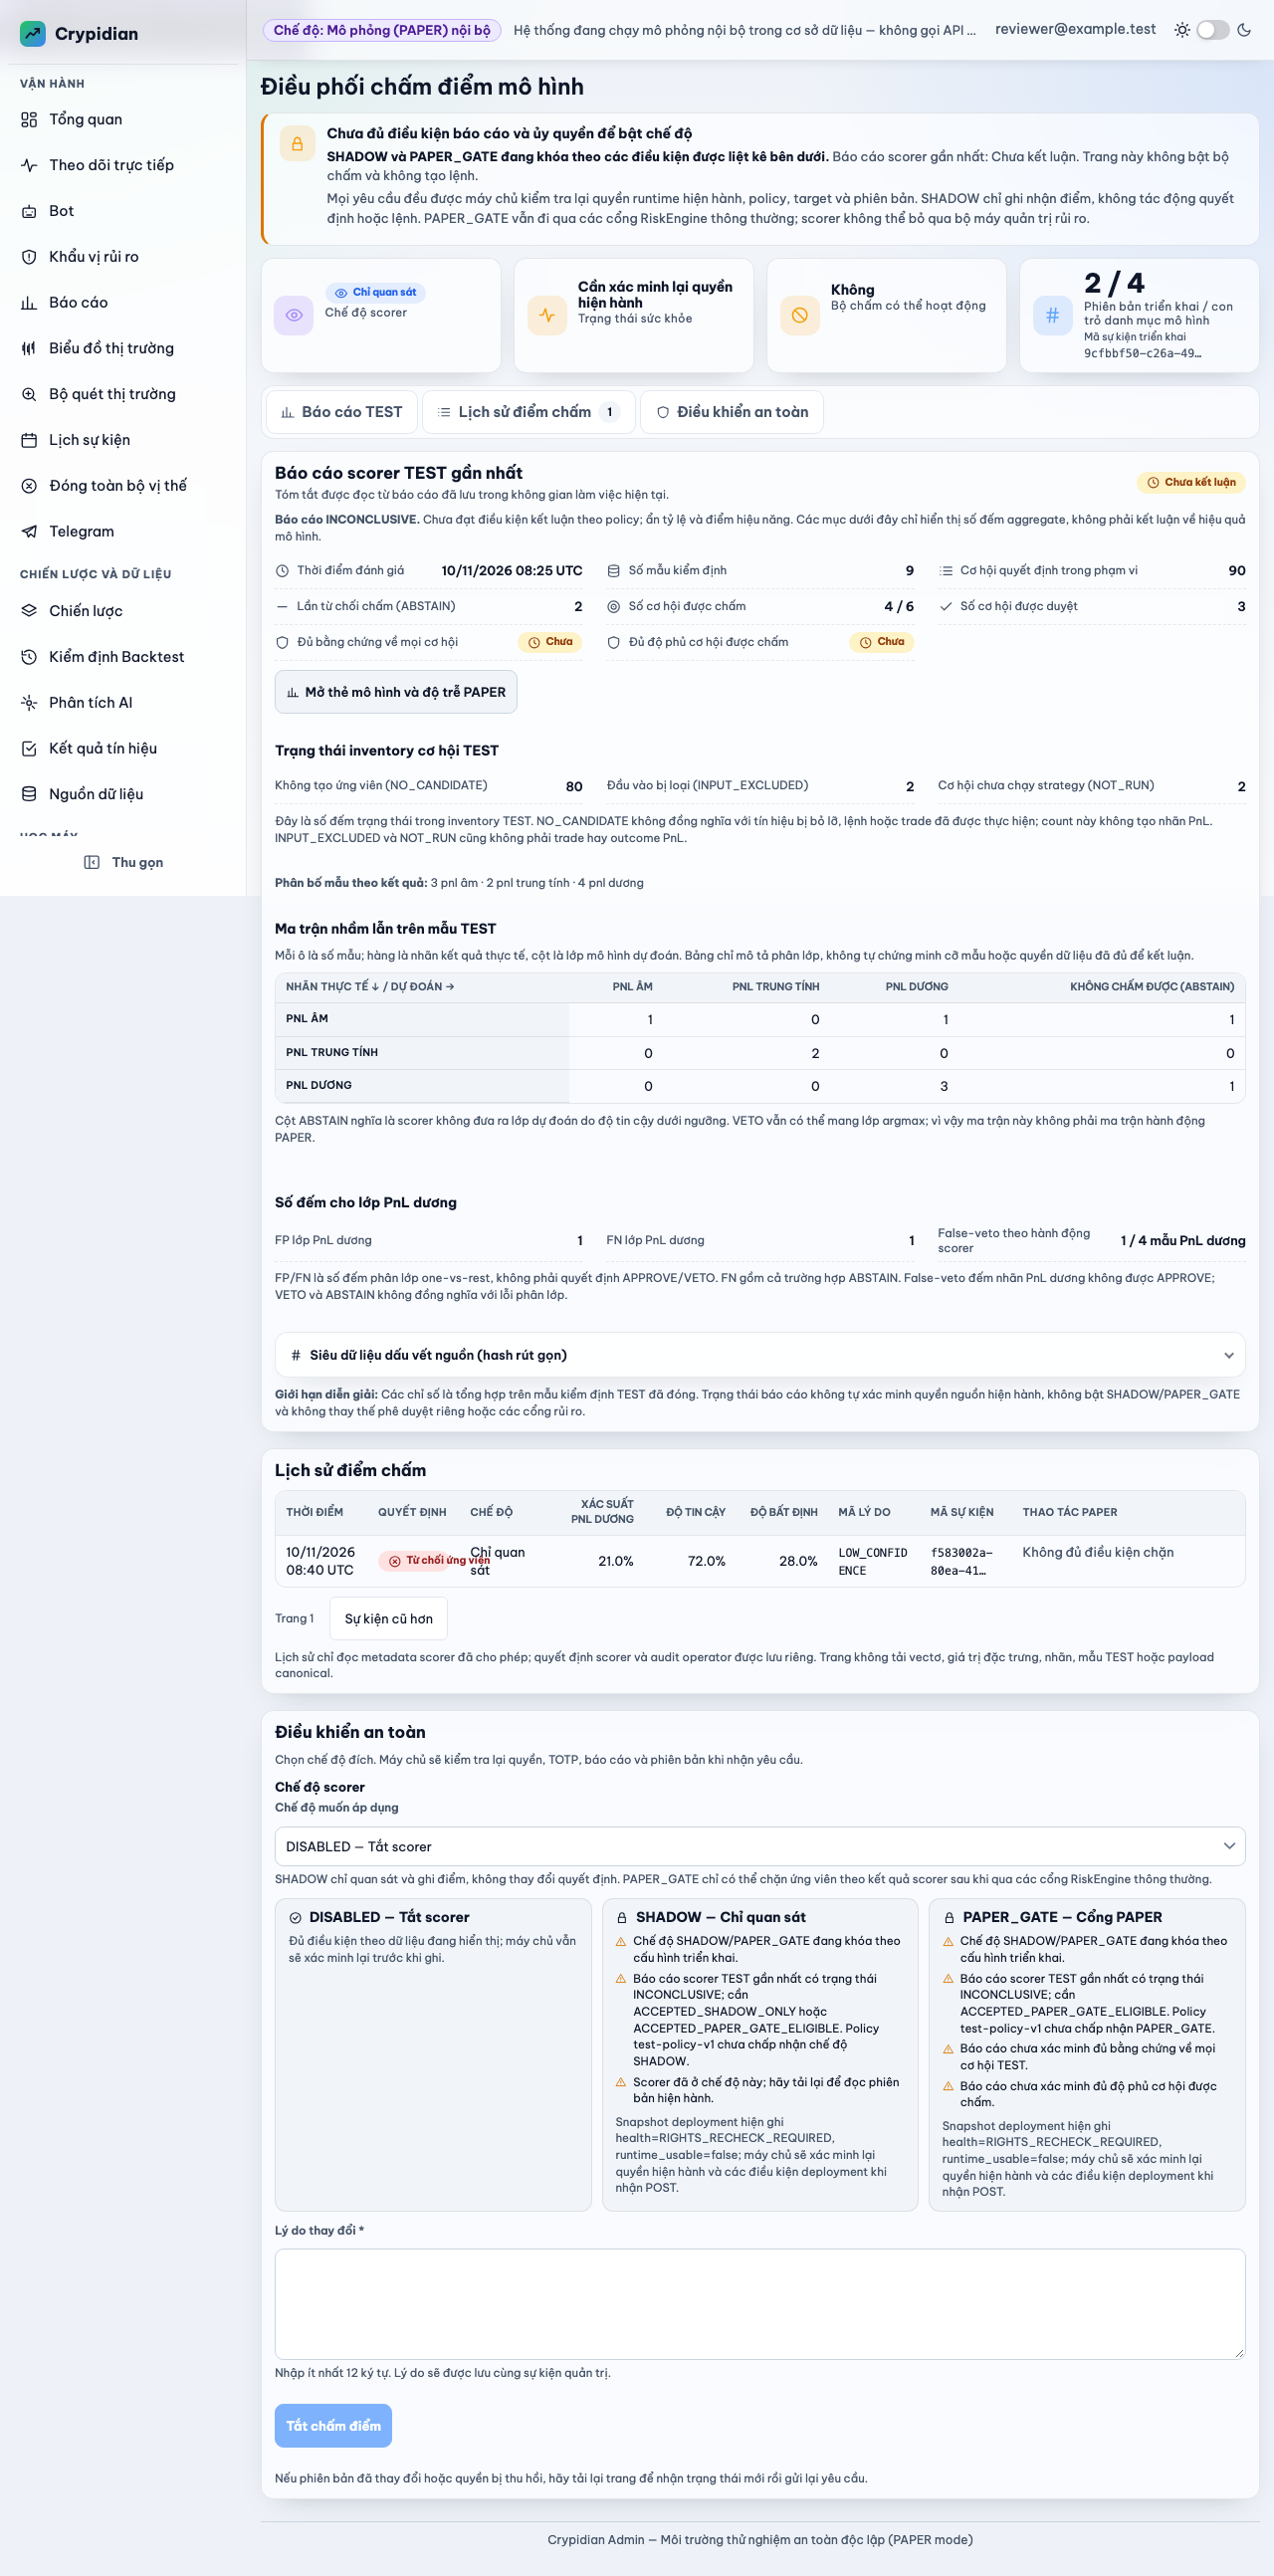 Crypidian
VẬN HÀNH
Tổng quan
Theo dõi trực tiếp
Bot
Khẩu vị rủi ro
Báo cáo
Biểu đồ thị trường
Bộ quét thị trường
Lịch sự kiện
Đóng toàn bộ vị thế
Telegram
CHIẾN LƯỢC VÀ DỮ LIỆU
Chiến lược
Kiểm định Backtest
Phân tích AI
Kết quả tín hiệu
Nguồn dữ liệu
HỌC MÁY
Thu gọn
Chế độ: Mô phỏng (PAPER) nội bộ
Hệ thống đang chạy mô phỏng nội bộ trong cơ sở dữ liệu — không gọi API ...
reviewer@example.test
Điều phối chấm điểm mô hình
Chưa đủ điều kiện báo cáo và ủy quyền để bật chế độ
SHADOW và PAPER_GATE đang khóa theo các điều kiện được liệt kê bên dưới. Báo cáo scorer gần nhất: Chưa kết luận. Trang này không bật bộ
chấm và không tạo lệnh.
Mọi yêu cầu đều được máy chủ kiểm tra lại quyền runtime hiện hành, policy, target và phiên bản. SHADOW chỉ ghi nhận điểm, không tác động quyết
định hoặc lệnh. PAPER_GATE vẫn đi qua các cổng RiskEngine thông thường; scorer không thể bỏ qua bộ máy quản trị rủi ro.
Chỉ quan sát
Chế độ scorer
Cần xác minh lại quyền
hiện hành
Trạng thái sức khỏe
Không
Bộ chấm có thể hoạt động
2 / 4
Phiên bản triển khai / con
trỏ danh mục mô hình
Mã sự kiện triển khai
9cfbbf50-c26a-49…
Báo cáo TEST
Lịch sử điểm chấm 1
Điều khiển an toàn
Báo cáo scorer TEST gần nhất
Tóm tắt được đọc từ báo cáo đã lưu trong không gian làm việc hiện tại.
Chưa kết luận
Báo cáo INCONCLUSIVE. Chưa đạt điều kiện kết luận theo policy; ẩn tỷ lệ và điểm hiệu năng. Các mục dưới đây chỉ hiển thị số đếm aggregate, không phải kết luận về hiệu quả
mô hình.
Thời điểm đánh giá 10/11/2026 08:25 UTC
Số mẫu kiểm định 9
Cơ hội quyết định trong phạm vi 90
Lần từ chối chấm (ABSTAIN) 2
Số cơ hội được chấm 4 / 6
Số cơ hội được duyệt 3
Đủ bằng chứng về mọi cơ hội Chưa
Đủ độ phủ cơ hội được chấm Chưa
Mở thẻ mô hình và độ trễ PAPER
Trạng thái inventory cơ hội TEST
Không tạo ứng viên (NO_CANDIDATE) 80
Đầu vào bị loại (INPUT_EXCLUDED) 2
Cơ hội chưa chạy strategy (NOT_RUN) 2
Đây là số đếm trạng thái trong inventory TEST. NO_CANDIDATE không đồng nghĩa với tín hiệu bị bỏ lỡ, lệnh hoặc trade đã được thực hiện; count này không tạo nhãn PnL.
INPUT_EXCLUDED và NOT_RUN cũng không phải trade hay outcome PnL.
Phân bố mẫu theo kết quả: 3 pnl âm · 2 pnl trung tính · 4 pnl dương
Ma trận nhầm lẫn trên mẫu TEST
Mỗi ô là số mẫu; hàng là nhãn kết quả thực tế, cột là lớp mô hình dự đoán. Bảng chỉ mô tả phân lớp, không tự chứng minh cỡ mẫu hoặc quyền dữ liệu đã đủ để kết luận.
NHÃN THỰC TẾ ↓ / DỰ ĐOÁN → PNL ÂM PNL TRUNG TÍNH PNL DƯƠNG KHÔNG CHẤM ĐƯỢC (ABSTAIN)
PNL ÂM 1 0 1 1
PNL TRUNG TÍNH 0 2 0 0
PNL DƯƠNG 0 0 3 1
Cột ABSTAIN nghĩa là scorer không đưa ra lớp dự đoán do độ tin cậy dưới ngưỡng. VETO vẫn có thể mang lớp argmax; vì vậy ma trận này không phải ma trận hành động
PAPER.
Số đếm cho lớp PnL dương
FP lớp PnL dương 1
FN lớp PnL dương 1
False-veto theo hành động
scorer
1 / 4 mẫu PnL dương
FP/FN là số đếm phân lớp one-vs-rest, không phải quyết định APPROVE/VETO. FN gồm cả trường hợp ABSTAIN. False-veto đếm nhãn PnL dương không được APPROVE;
VETO và ABSTAIN không đồng nghĩa với lỗi phân lớp.
Siêu dữ liệu dấu vết nguồn (hash rút gọn)
Giới hạn diễn giải: Các chỉ số là tổng hợp trên mẫu kiểm định TEST đã đóng. Trạng thái báo cáo không tự xác minh quyền nguồn hiện hành, không bật SHADOW/PAPER_GATE
và không thay thế phê duyệt riêng hoặc các cổng rủi ro.
Lịch sử điểm chấm
THỜI ĐIỂM QUYẾT ĐỊNH CHẾ ĐỘ XÁC SUẤT
PNL DƯƠNG ĐỘ TIN CẬY ĐỘ BẤT ĐỊNH MÃ LÝ DO MÃ SỰ KIỆN THAO TÁC PAPER
10/11/2026
08:40 UTC
Từ chối ứng viên
Chỉ quan
sát
21.0% 72.0% 28.0%
LOW_CONFID
ENCE
f583002a-
80ea-41…
Không đủ điều kiện chặn
Trang 1 Sự kiện cũ hơn
Lịch sử chỉ đọc metadata scorer đã cho phép; quyết định scorer và audit operator được lưu riêng. Trang không tải vectơ, giá trị đặc trưng, nhãn, mẫu TEST hoặc payload
canonical.
Điều khiển an toàn
Chọn chế độ đích. Máy chủ sẽ kiểm tra lại quyền, TOTP, báo cáo và phiên bản khi nhận yêu cầu.
Chế độ scorer
Chế độ muốn áp dụng
DISABLED — Tắt scorer
SHADOW chỉ quan sát và ghi điểm, không thay đổi quyết định. PAPER_GATE chỉ có thể chặn ứng viên theo kết quả scorer sau khi qua các cổng RiskEngine thông thường.
DISABLED — Tắt scorer
Đủ điều kiện theo dữ liệu đang hiển thị; máy chủ vẫn
sẽ xác minh lại trước khi ghi.
SHADOW — Chỉ quan sát
Chế độ SHADOW/PAPER_GATE đang khóa theo
cấu hình triển khai.
Báo cáo scorer TEST gần nhất có trạng thái
INCONCLUSIVE; cần
ACCEPTED_SHADOW_ONLY hoặc
ACCEPTED_PAPER_GATE_ELIGIBLE. Policy
test-policy-v1 chưa chấp nhận chế độ
SHADOW.
Scorer đã ở chế độ này; hãy tải lại để đọc phiên
bản hiện hành.
Snapshot deployment hiện ghi
health=RIGHTS_RECHECK_REQUIRED,
runtime_usable=false; máy chủ sẽ xác minh lại
quyền hiện hành và các điều kiện deployment khi
nhận POST.
PAPER_GATE — Cổng PAPER
Chế độ SHADOW/PAPER_GATE đang khóa theo
cấu hình triển khai.
Báo cáo scorer TEST gần nhất có trạng thái
INCONCLUSIVE; cần
ACCEPTED_PAPER_GATE_ELIGIBLE. Policy
test-policy-v1 chưa chấp nhận PAPER_GATE.
Báo cáo chưa xác minh đủ bằng chứng về mọi
cơ hội TEST.
Báo cáo chưa xác minh đủ độ phủ cơ hội được
chấm.
Snapshot deployment hiện ghi
health=RIGHTS_RECHECK_REQUIRED,
runtime_usable=false; máy chủ sẽ xác minh lại
quyền hiện hành và các điều kiện deployment khi
nhận POST.
Lý do thay đổi *
Nhập ít nhất 12 ký tự. Lý do sẽ được lưu cùng sự kiện quản trị.
Tắt chấm điểm
Nếu phiên bản đã thay đổi hoặc quyền bị thu hồi, hãy tải lại trang để nhận trạng thái mới rồi gửi lại yêu cầu.
Crypidian Admin — Môi trường thử nghiệm an toàn độc lập (PAPER mode)